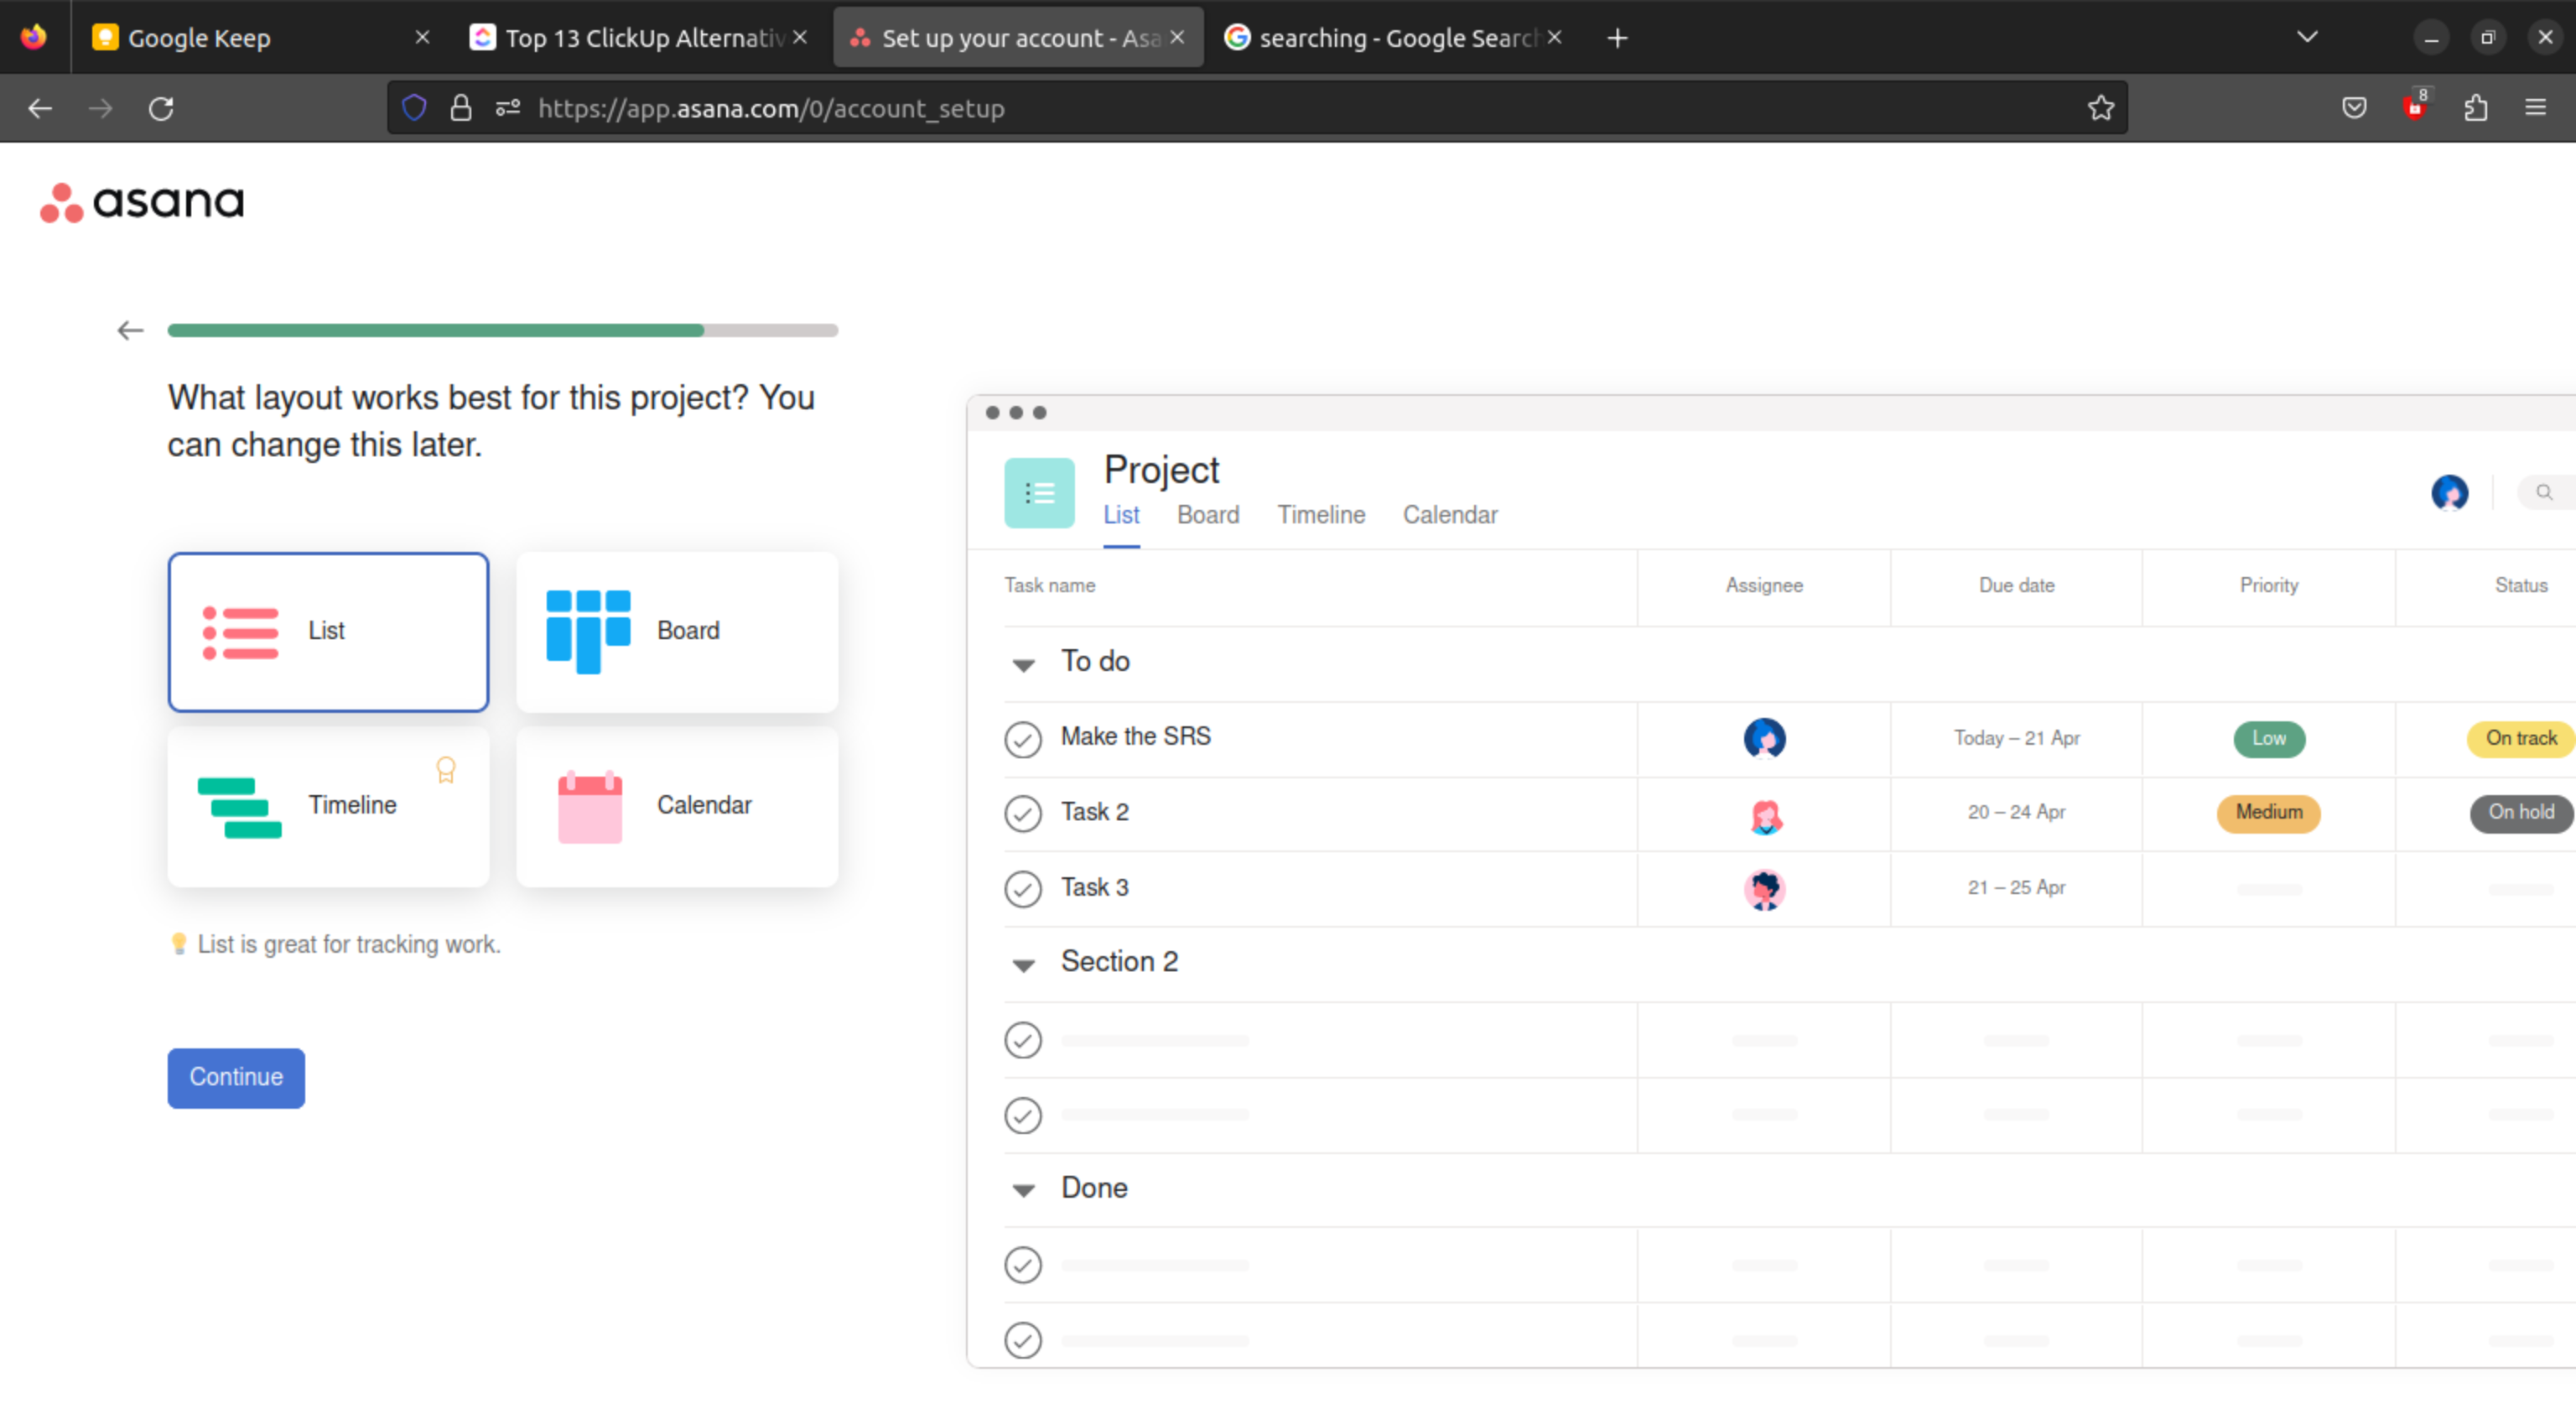 Google Keep
Top 13 ClickUp Alternativ
Set up your account - Asa
searching - Google Search
https://app.asana.com/0/account_setup
8
asana
What layout works best for this project? You
can change this later.
List
Board
Timeline
Calendar
List is great for tracking work.
Continue
Project
List Board Timeline Calendar
Task name Assignee Due date Priority Status
To do
Make the SRS Today – 21 Apr Low On track
Task 2 20 – 24 Apr Medium On hold
Task 3 21 – 25 Apr
Section 2
Done